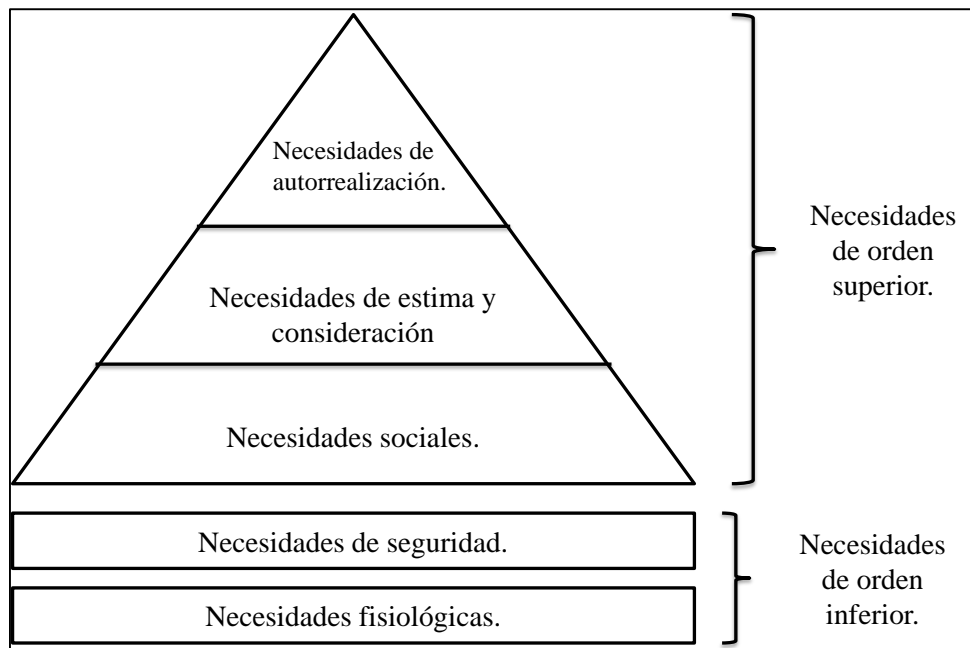 Necesidades de
autorrealización.
Necesidades de estima y
consideración
Necesidades sociales.
Necesidades de seguridad.
Necesidades fisiológicas.
Necesidades
de orden
superior.
Necesidades
de orden
inferior.